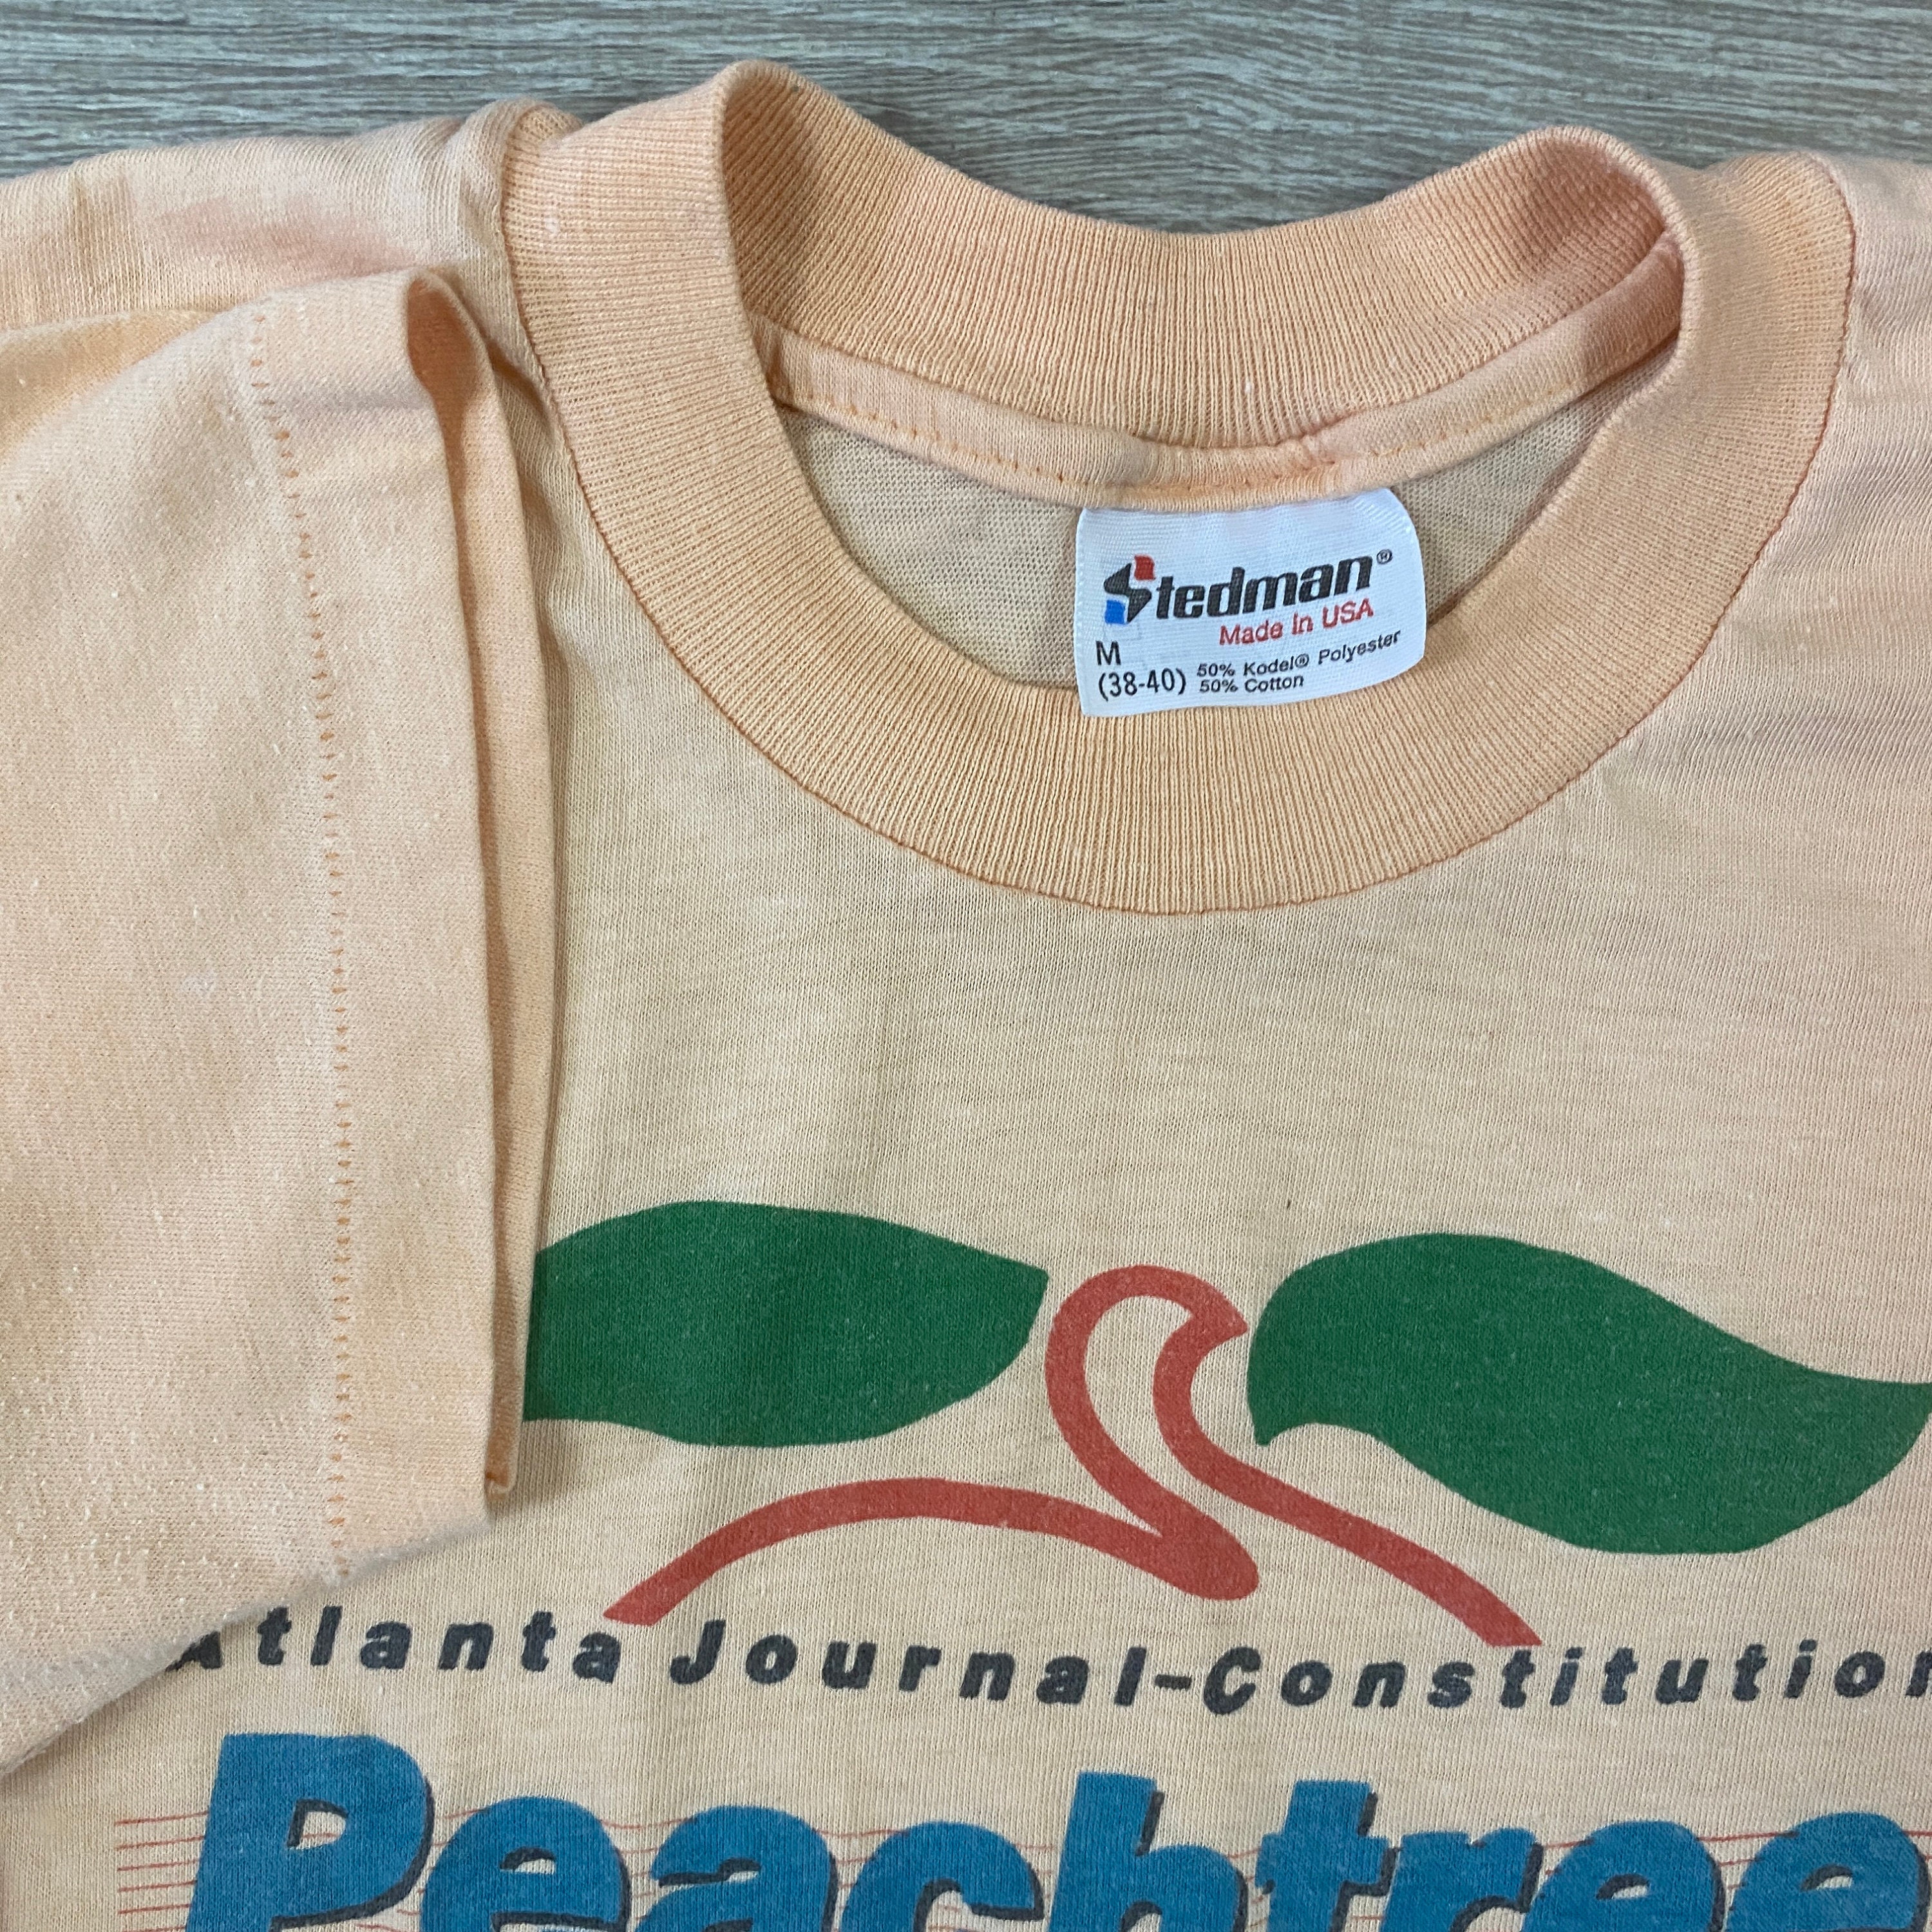 Stedman®
Made in USA
M
(38-40)
50% Kodel® Polyester
50% Cotton
Atlanta Journal-Constitution
Peachtree